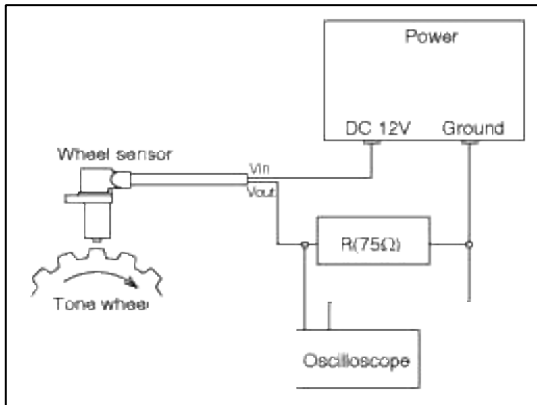 Power
DC 12V Ground
Wheel sensor
Vin
Vout
R(75Ω)
Tone wheel
Oscilloscope